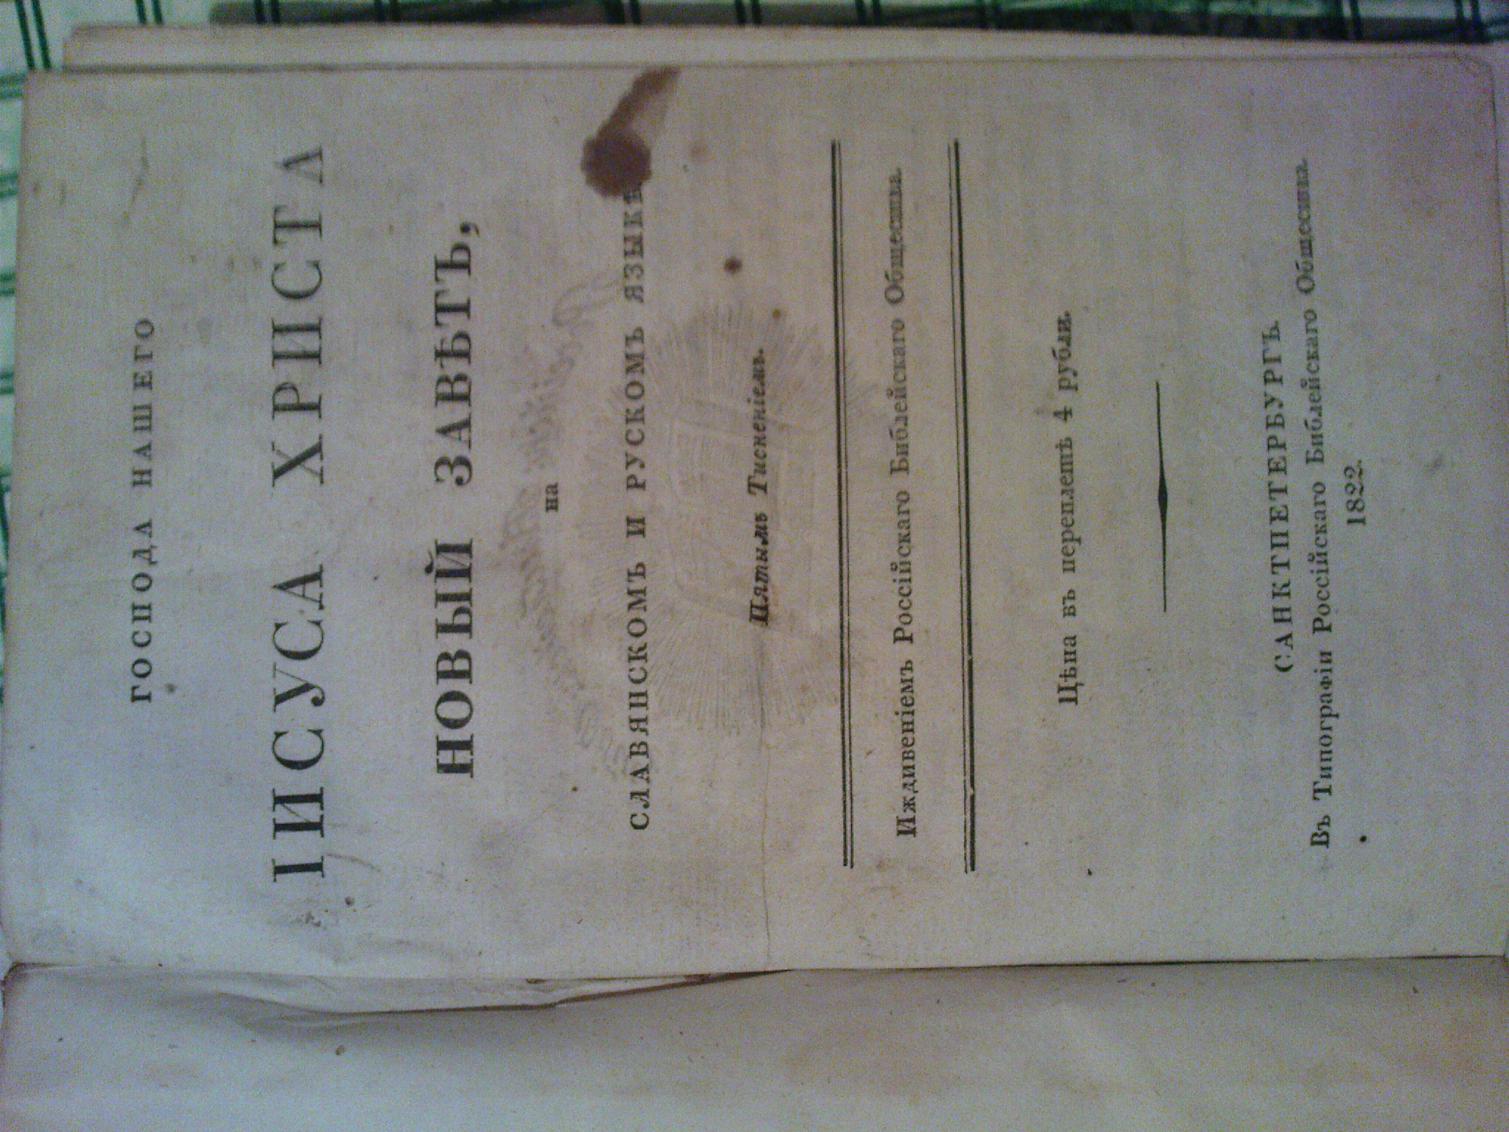 ГОСПОДА НАШЕГО
ІИСУСА ХРИСТА
НОВЫЙ ЗАВѢТЪ,
на
СЛАВЯНСКОМЪ И РУСКОМЪ ЯЗЫКѢ
Пятымъ Тисненіемъ.
Иждивеніемъ Россійскаго Библейскаго Общества.
Цѣна въ переплетѣ 4 рубли.
САНКТПЕТЕРБУРГЪ.
Въ Типографіи Россійскаго Библейскаго Общества.
1822.